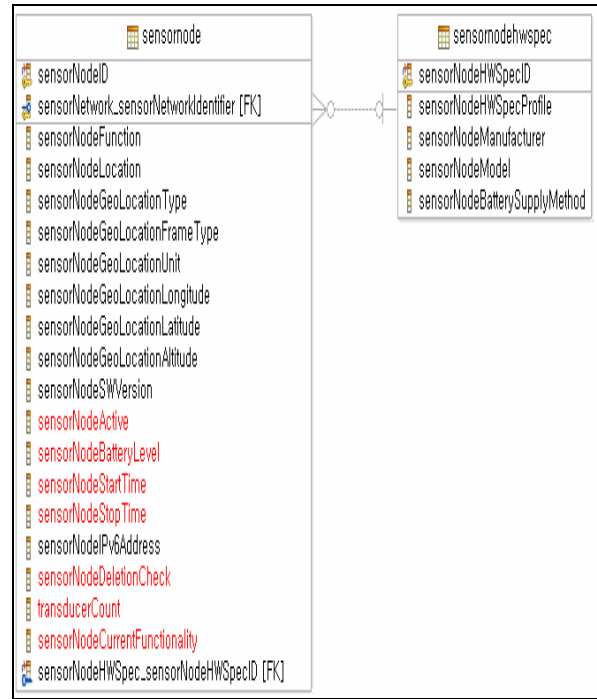 sensornode
sensorNodeID
sensorNetwork_sensorNetworkIdentifier [FK]
sensorNodeFunction
sensorNodeLocation
sensorNodeGeoLocationType
sensorNodeGeoLocationFrameType
sensorNodeGeoLocationUnit
sensorNodeGeoLocationLongitude
sensorNodeGeoLocationLatitude
sensorNodeGeoLocationAltitude
sensorNodeSWVersion
sensorNodeActive
sensorNodeBatteryLevel
sensorNodeStartTime
sensorNodeStopTime
sensorNodeIPv6Address
sensorNodeDeletionCheck
transducerCount
sensorNodeCurrentFunctionality
sensorNodeHWSpec_sensorNodeHWSpecID [FK]
sensornodehwspec
sensorNodeHWSpecID
sensorNodeHWSpecProfile
sensorNodeManufacturer
sensorNodeModel
sensorNodeBatterySupplyMethod